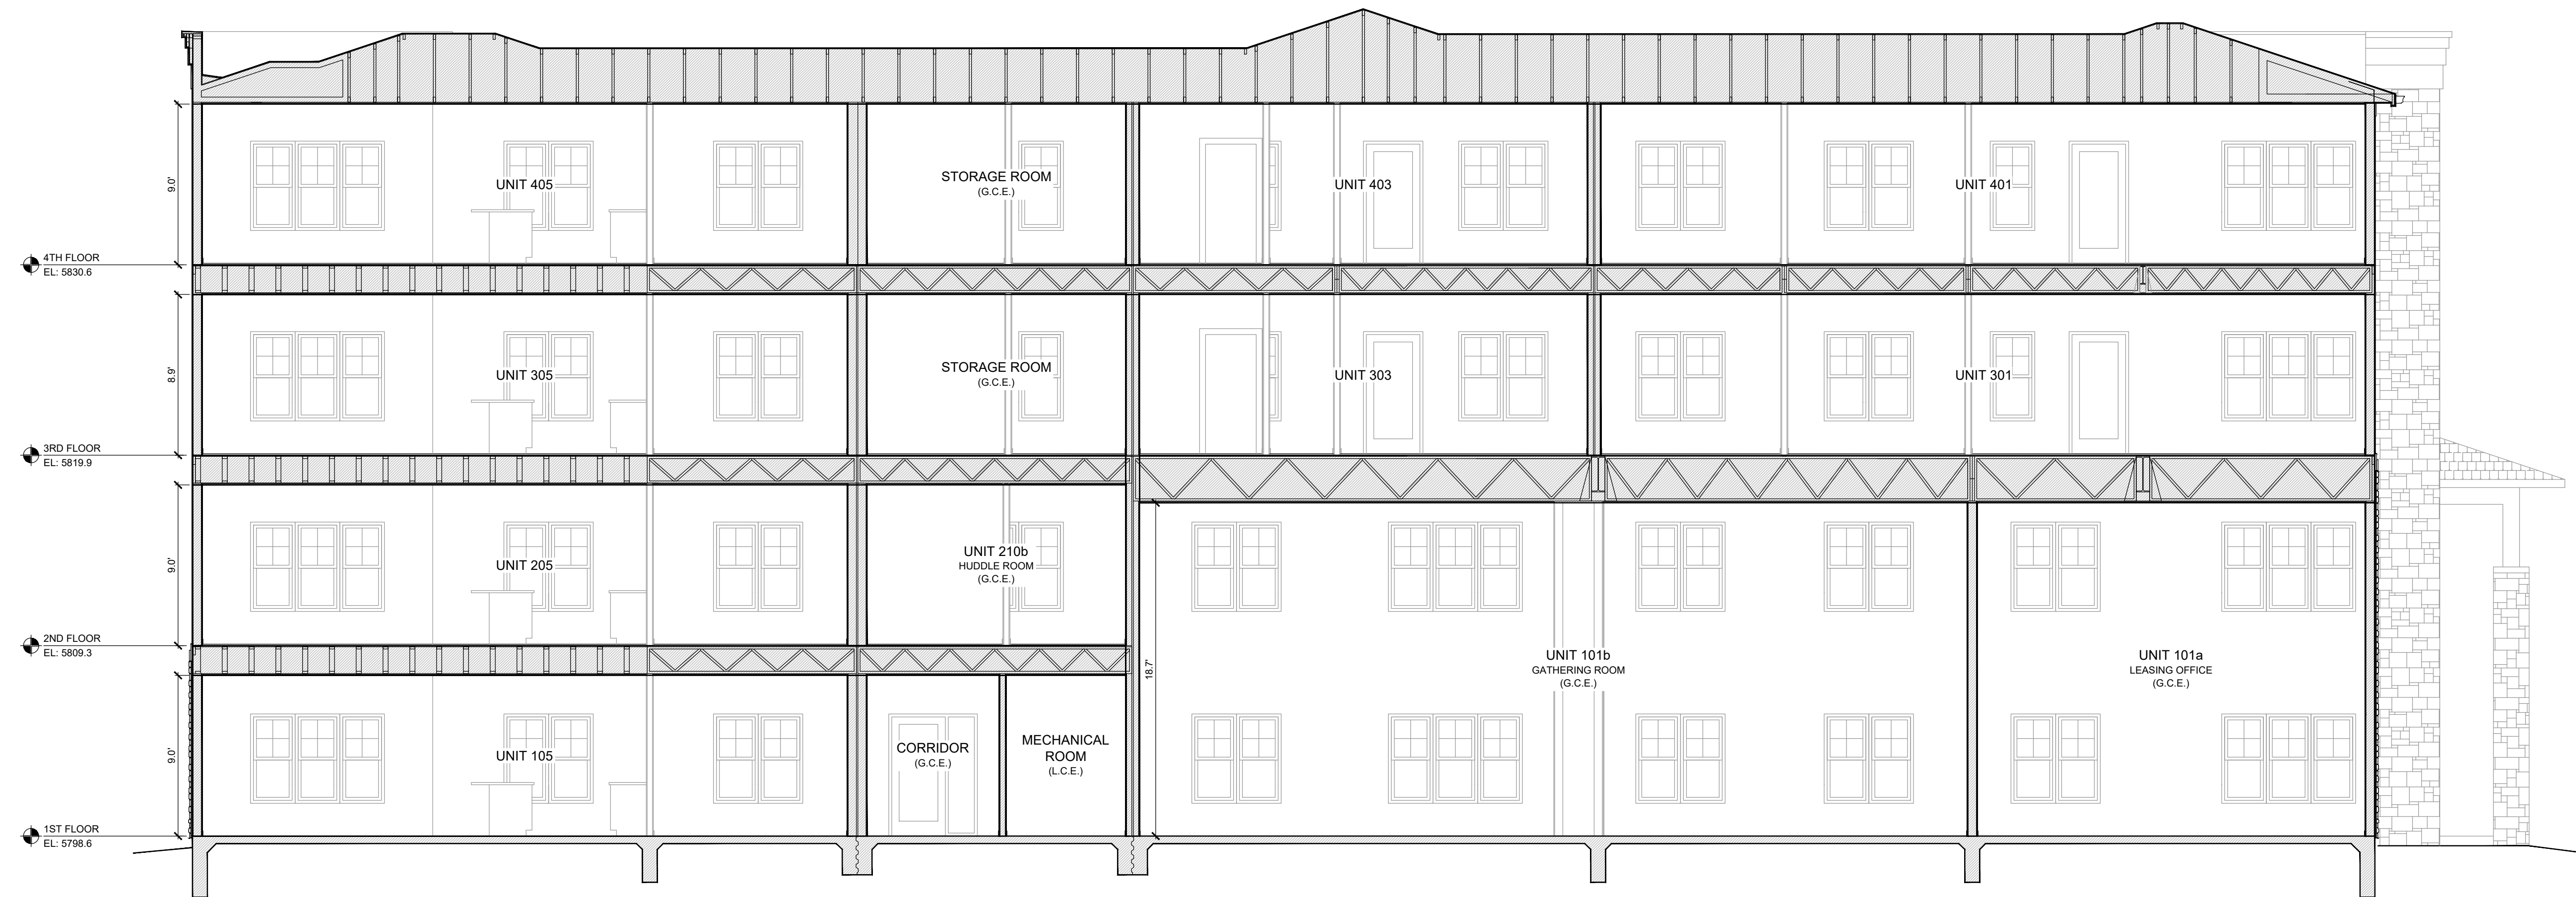 9.0'
UNIT 405
STORAGE ROOM
(G.C.E.)
UNIT 403
UNIT 401
4TH FLOOR
EL: 5830.6
8.9'
UNIT 305
STORAGE ROOM
(G.C.E.)
UNIT 303
UNIT 301
3RD FLOOR
EL: 5819.9
9.0'
UNIT 205
UNIT 210b
HUDDLE ROOM
(G.C.E.)
2ND FLOOR
EL: 5809.3
18.7'
UNIT 101b
GATHERING ROOM
(G.C.E.)
UNIT 101a
LEASING OFFICE
(G.C.E.)
9.0'
UNIT 105
CORRIDOR
(G.C.E.)
MECHANICAL
ROOM
(L.C.E.)
1ST FLOOR
EL: 5798.6